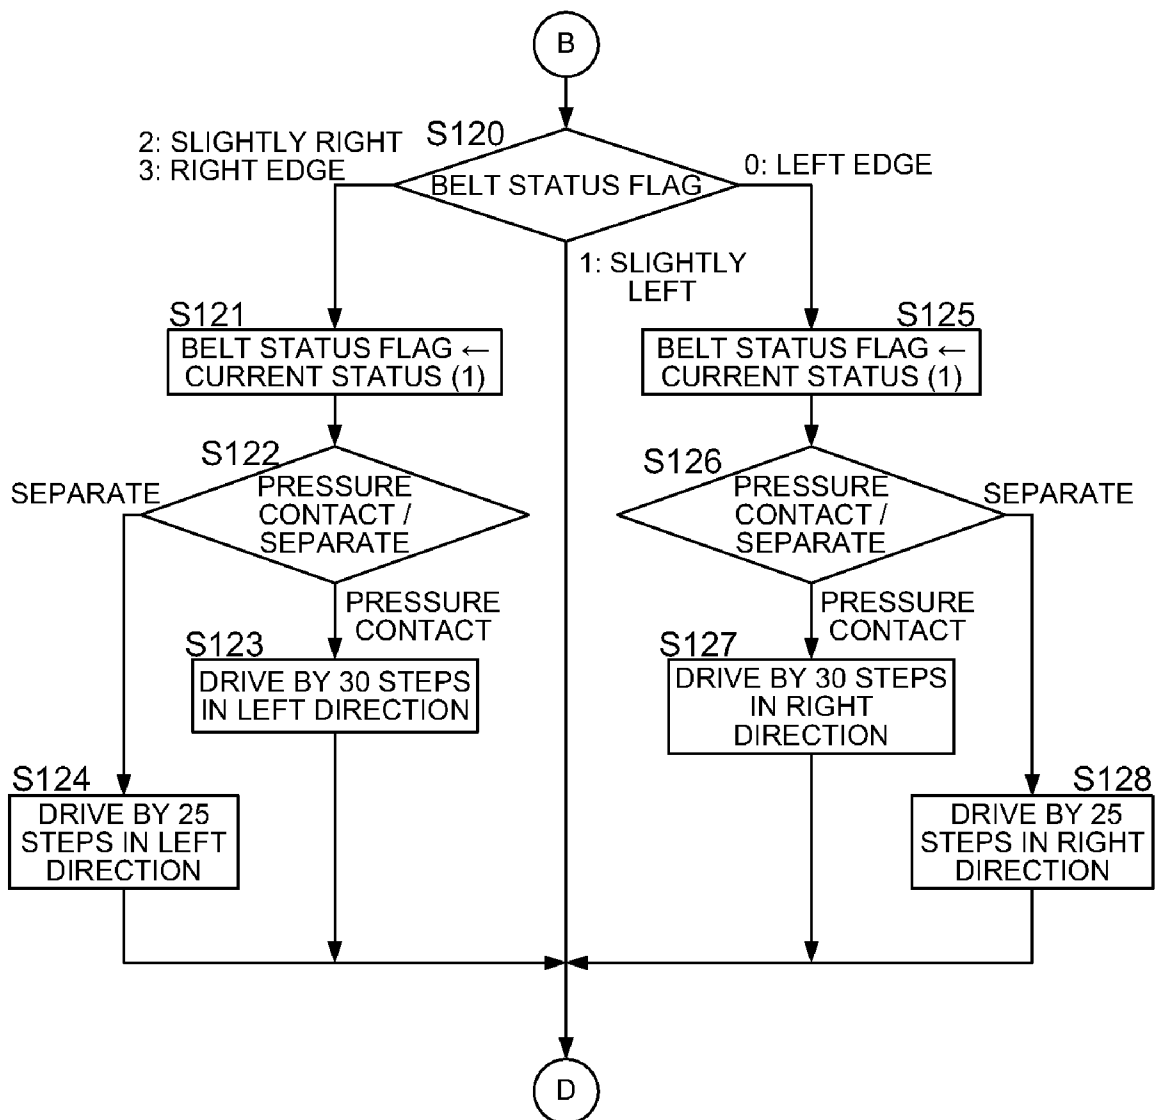 B
S120
2: SLIGHTLY RIGHT
3: RIGHT EDGE
BELT STATUS FLAG
0: LEFT EDGE
1: SLIGHTLY
LEFT
S121
BELT STATUS FLAG ←
CURRENT STATUS (1)
S125
BELT STATUS FLAG ←
CURRENT STATUS (1)
S122
SEPARATE
PRESSURE
CONTACT /
SEPARATE
S126
PRESSURE
CONTACT /
SEPARATE
SEPARATE
PRESSURE
CONTACT
PRESSURE
CONTACT
S123
DRIVE BY 30 STEPS
IN LEFT DIRECTION
S127
DRIVE BY 30 STEPS
IN RIGHT
DIRECTION
S124
DRIVE BY 25
STEPS IN LEFT
DIRECTION
S128
DRIVE BY 25
STEPS IN RIGHT
DIRECTION
D